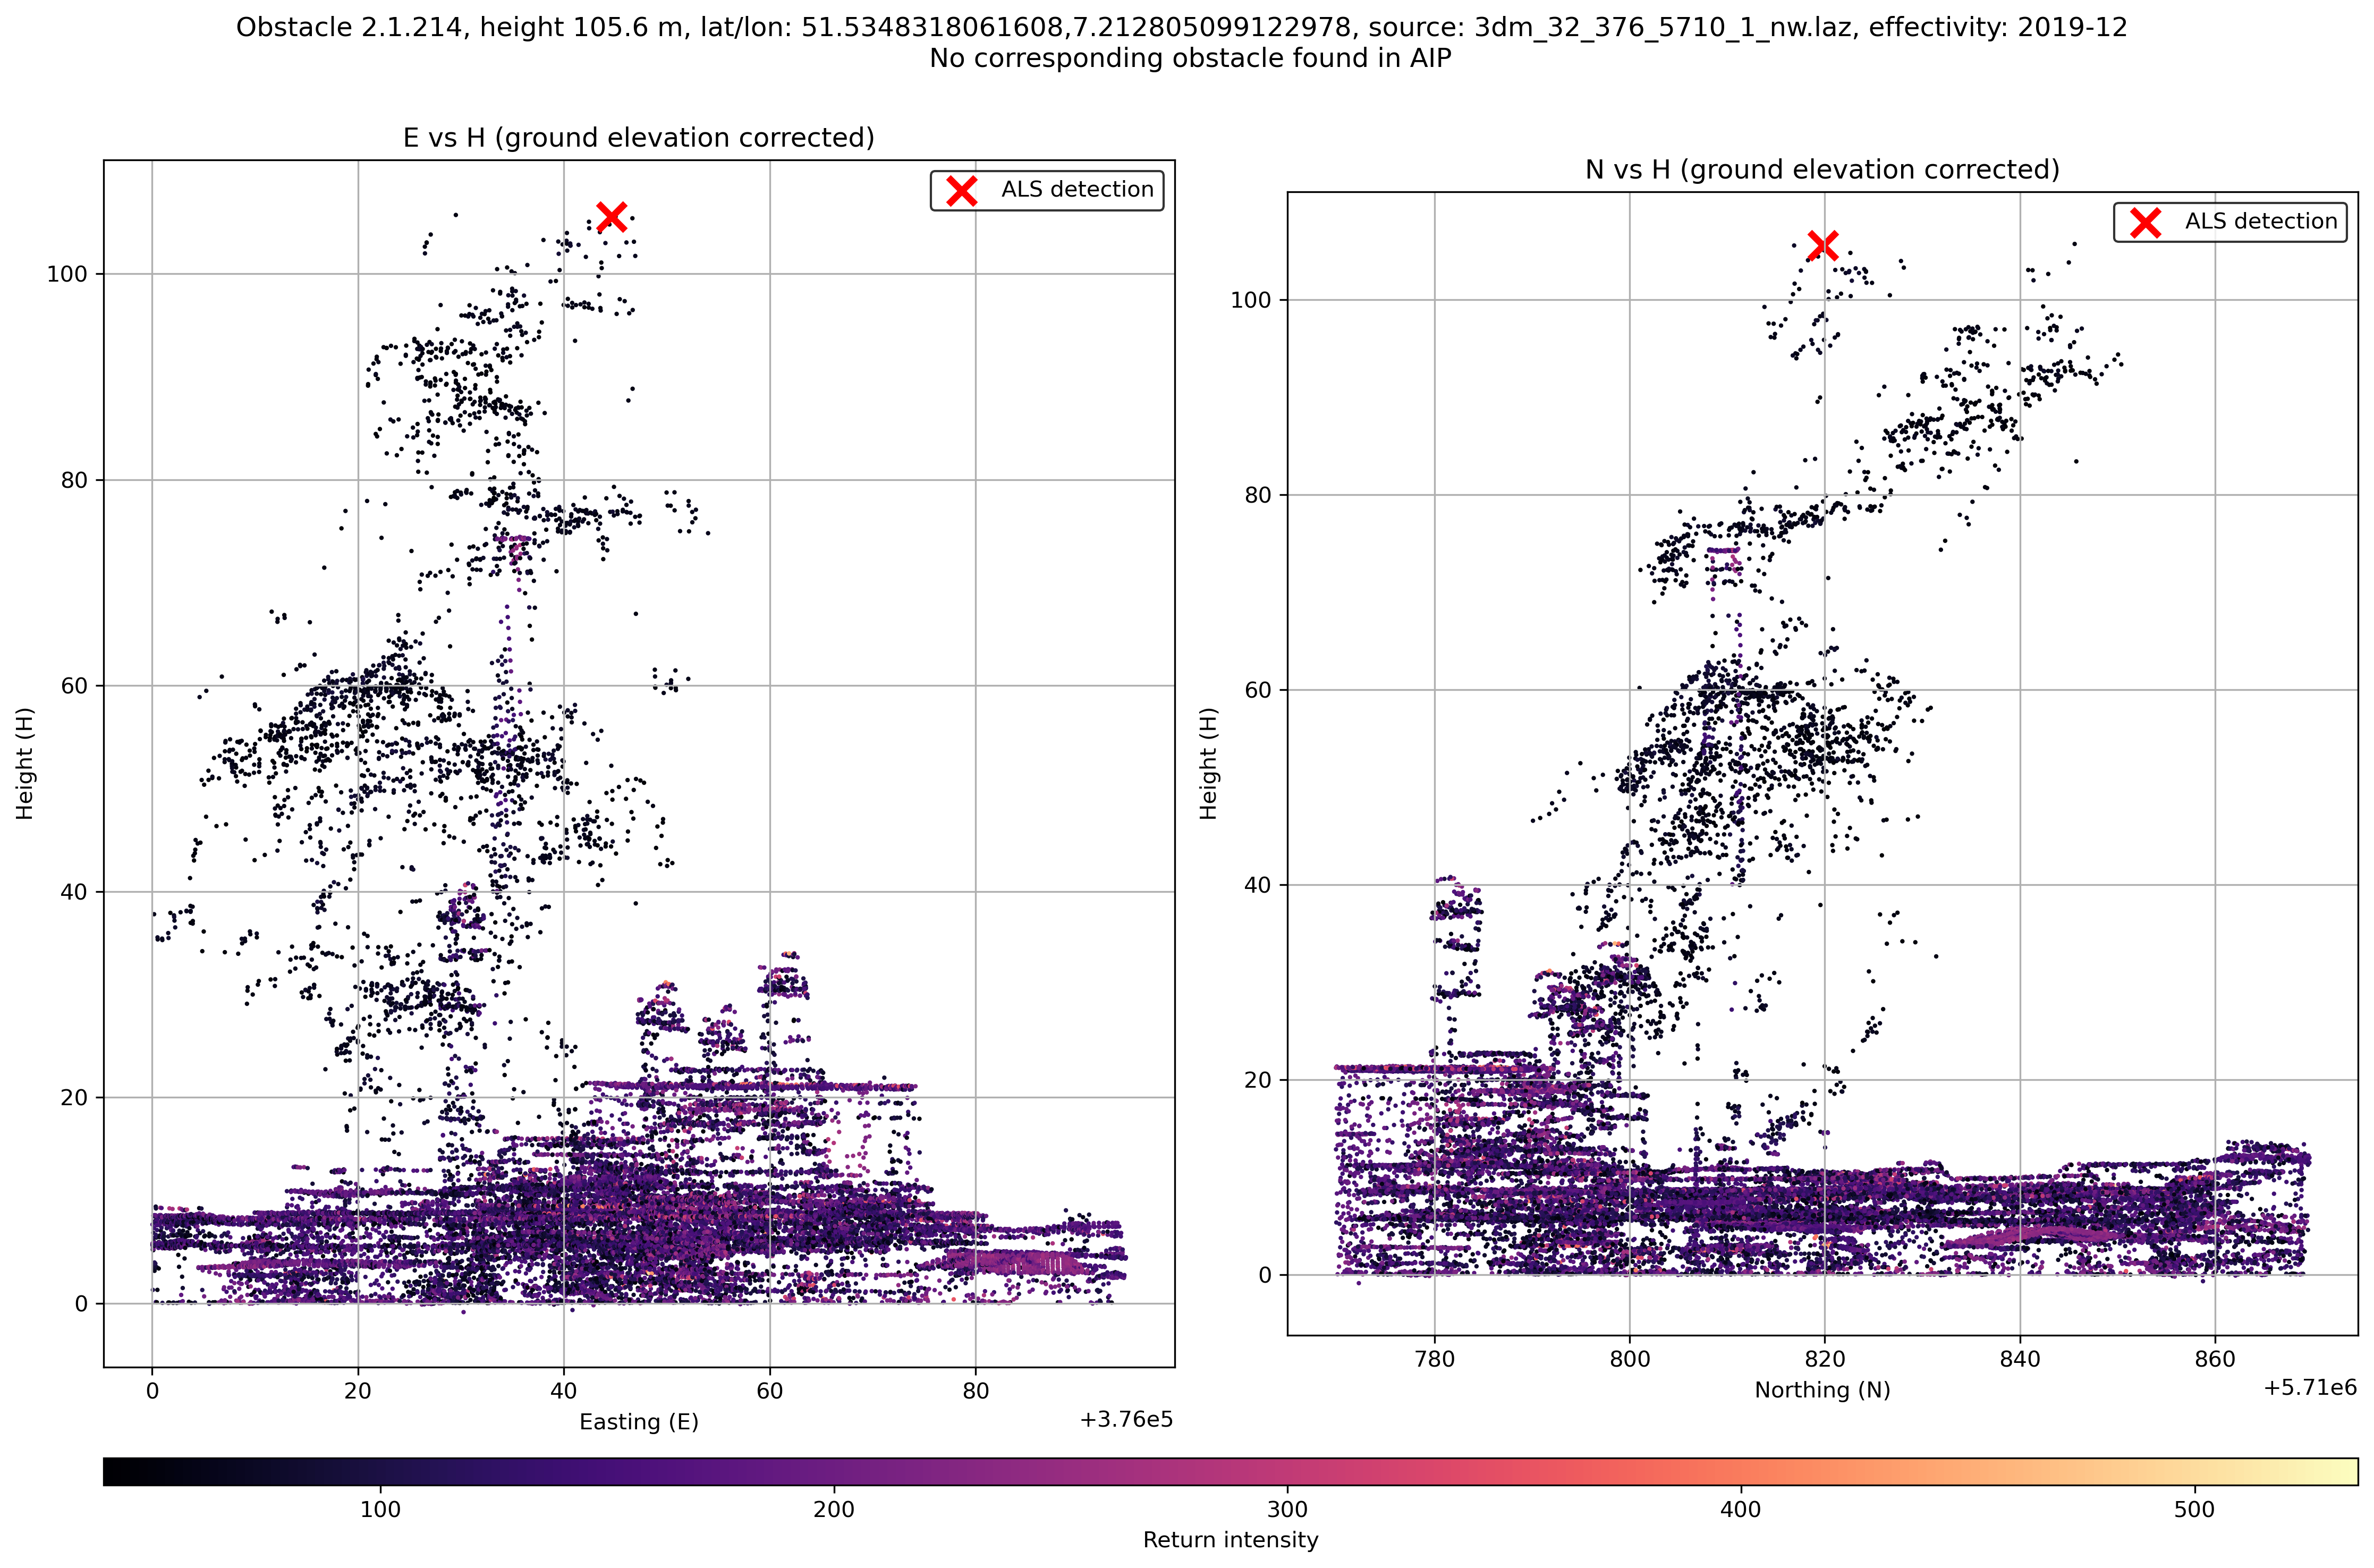 Obstacle 2.1.214, height 105.6 m, lat/lon: 51.5348318061608,7.212805099122978, source: 3dm_32_376_5710_1_nw.laz, effectivity: 2019-12
No corresponding obstacle found in AIP
E vs H (ground elevation corrected)
ALS detection
100
80
60
40
20
0
Height (H)
0 20 40 60 80
Easting (E)
+3.76e5
N vs H (ground elevation corrected)
ALS detection
100
80
60
40
20
0
Height (H)
780 800 820 840 860
Northing (N)
+5.71e6
100 200 300 400 500
Return intensity